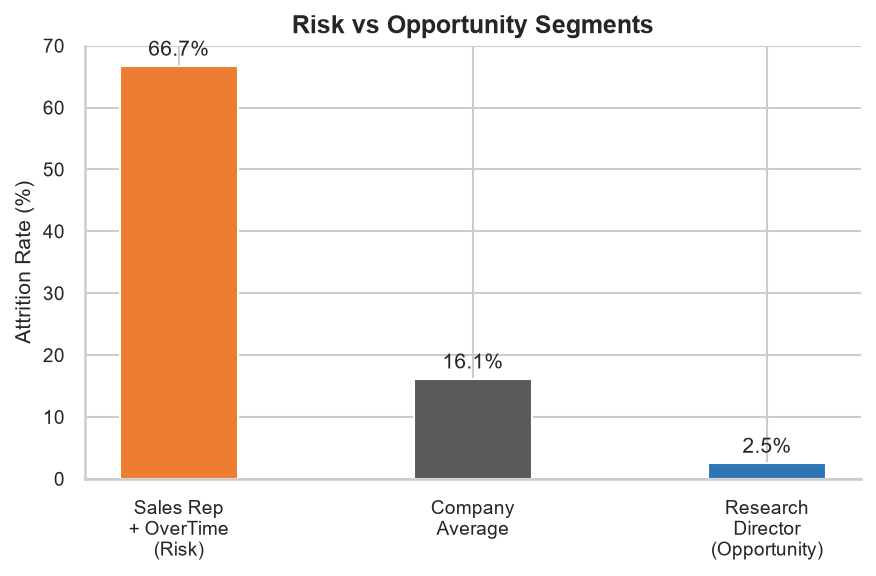 Risk vs Opportunity Segments
Attrition Rate (%)
70
60
50
40
30
20
10
0
66.7%
16.1%
2.5%
Sales Rep
+ OverTime
(Risk)
Company
Average
Research
Director
(Opportunity)